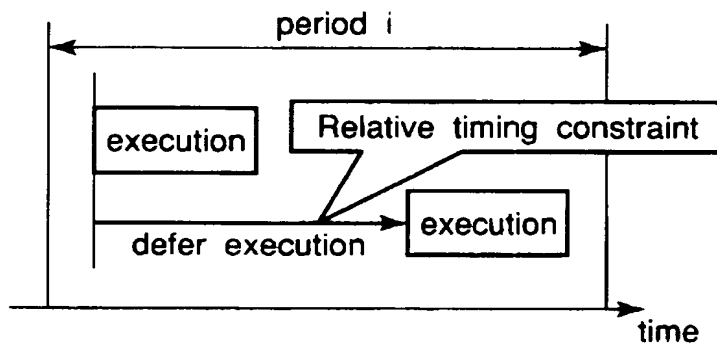 period i
execution
Relative timing constraint
execution
defer execution
time